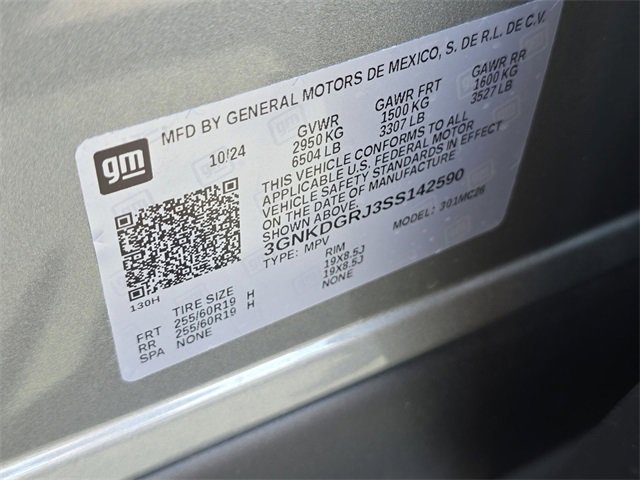 MFD BY GENERAL MOTORS DE MEXICO, S. DE R.L. DE C.V.
gm
10/24
GVWR
2950 KG
6504 LB
GAWR FRT
1500 KG
3307 LB
GAWR RR
1600 KG
3527 LB
THIS VEHICLE CONFORMS TO ALL
APPLICABLE U.S. FEDERAL MOTOR
VEHICLE SAFETY STANDARDS IN EFFECT
ON THE DATE OF MANUFACTURE
SHOWN ABOVE.
3GNKDGRJ3SS142590
TYPE: MPV
MODEL: 301MC26
130H
TIRE SIZE RIM
FRT 255/60R19 H 19X8.5J
RR 255/60R19 H 19X8.5J
SPA NONE NONE